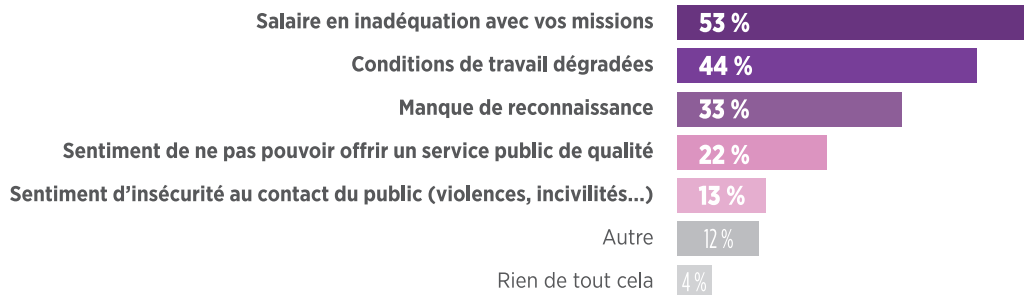 Salaire en inadéquation avec vos missions 53 %
Conditions de travail dégradées 44 %
Manque de reconnaissance 33 %
Sentiment de ne pas pouvoir offrir un service public de qualité 22 %
Sentiment d’insécurité au contact du public (violences, incivilités...) 13 %
Autre 12 %
Rien de tout cela 4 %